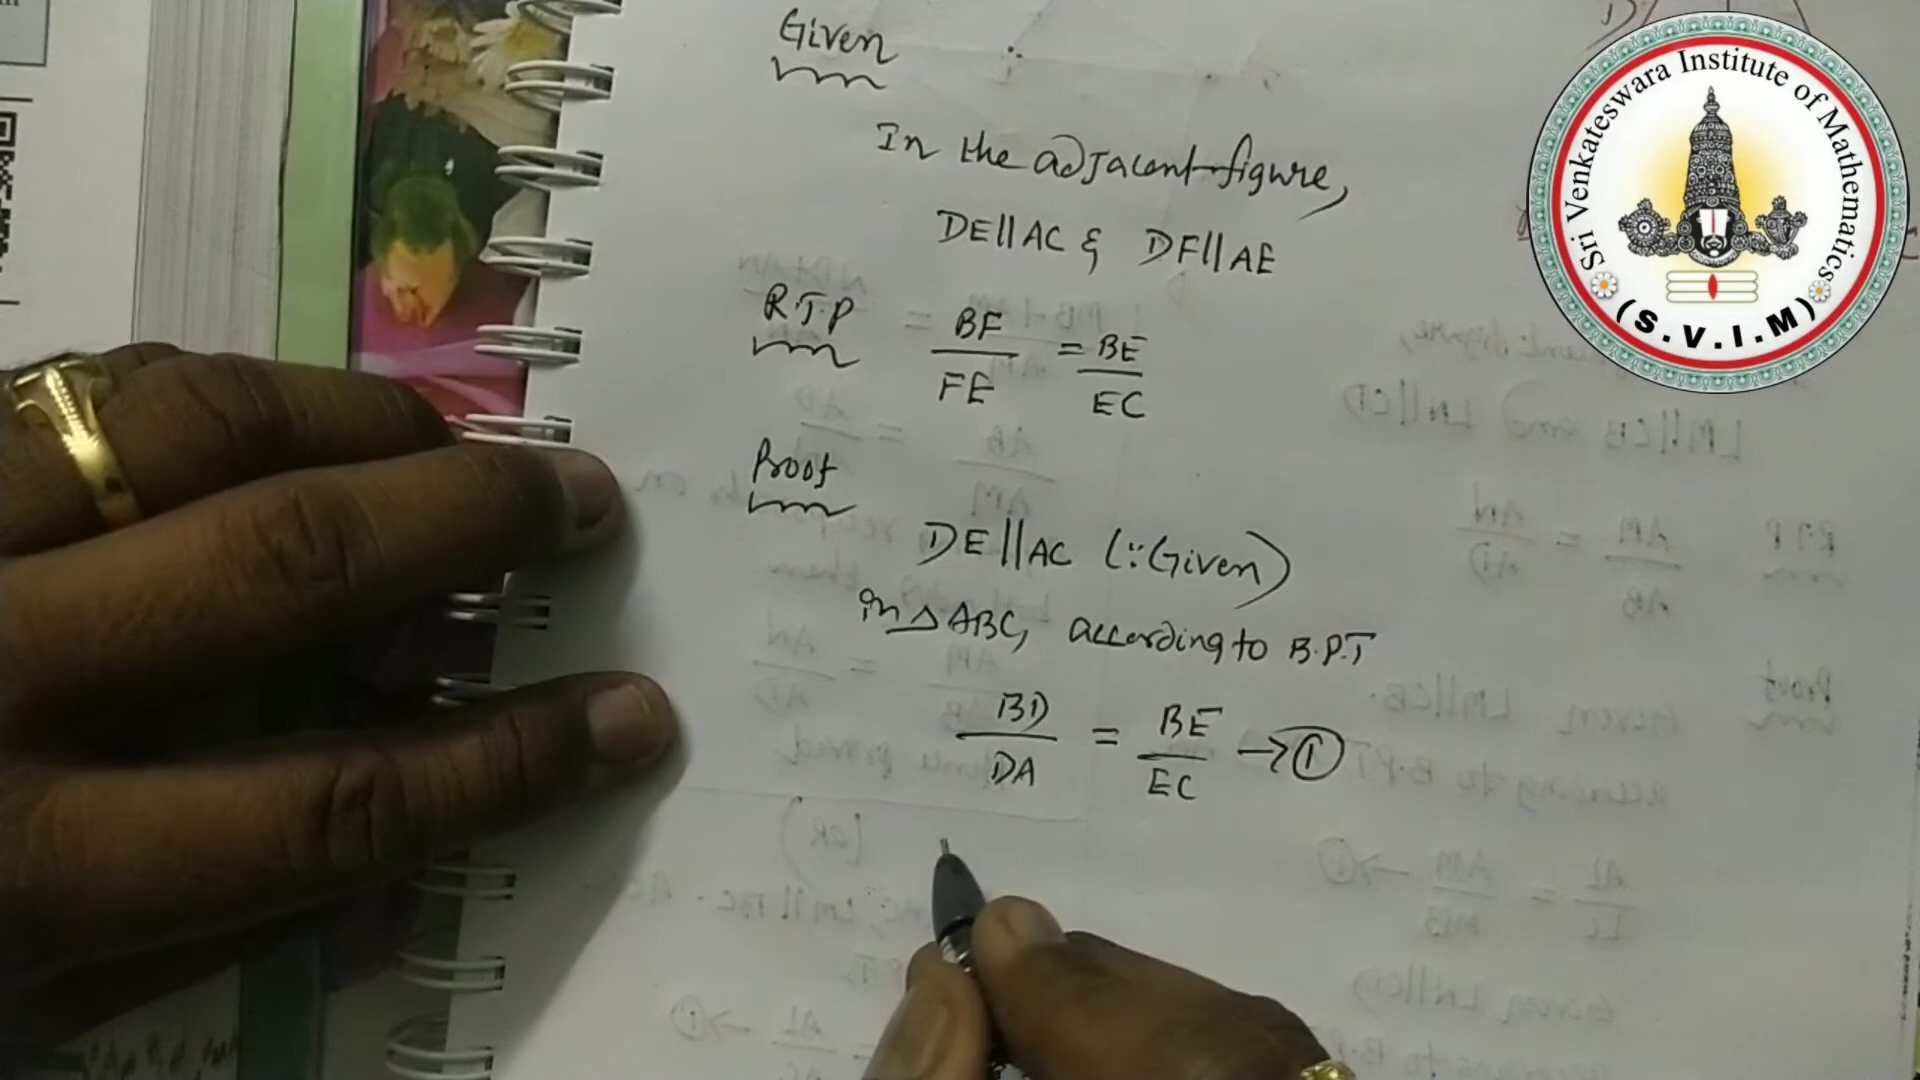 Given
In the adjacent figure,
DE||AC & DF||AE
R.T.P = BF/FE = BE/EC
Proof
DE||AC (∵Given)
in △ABC, according to B.P.T
BD/DA = BE/EC → ①
Sri Venkateswara Institute of Mathematics
(S.V.I.M)